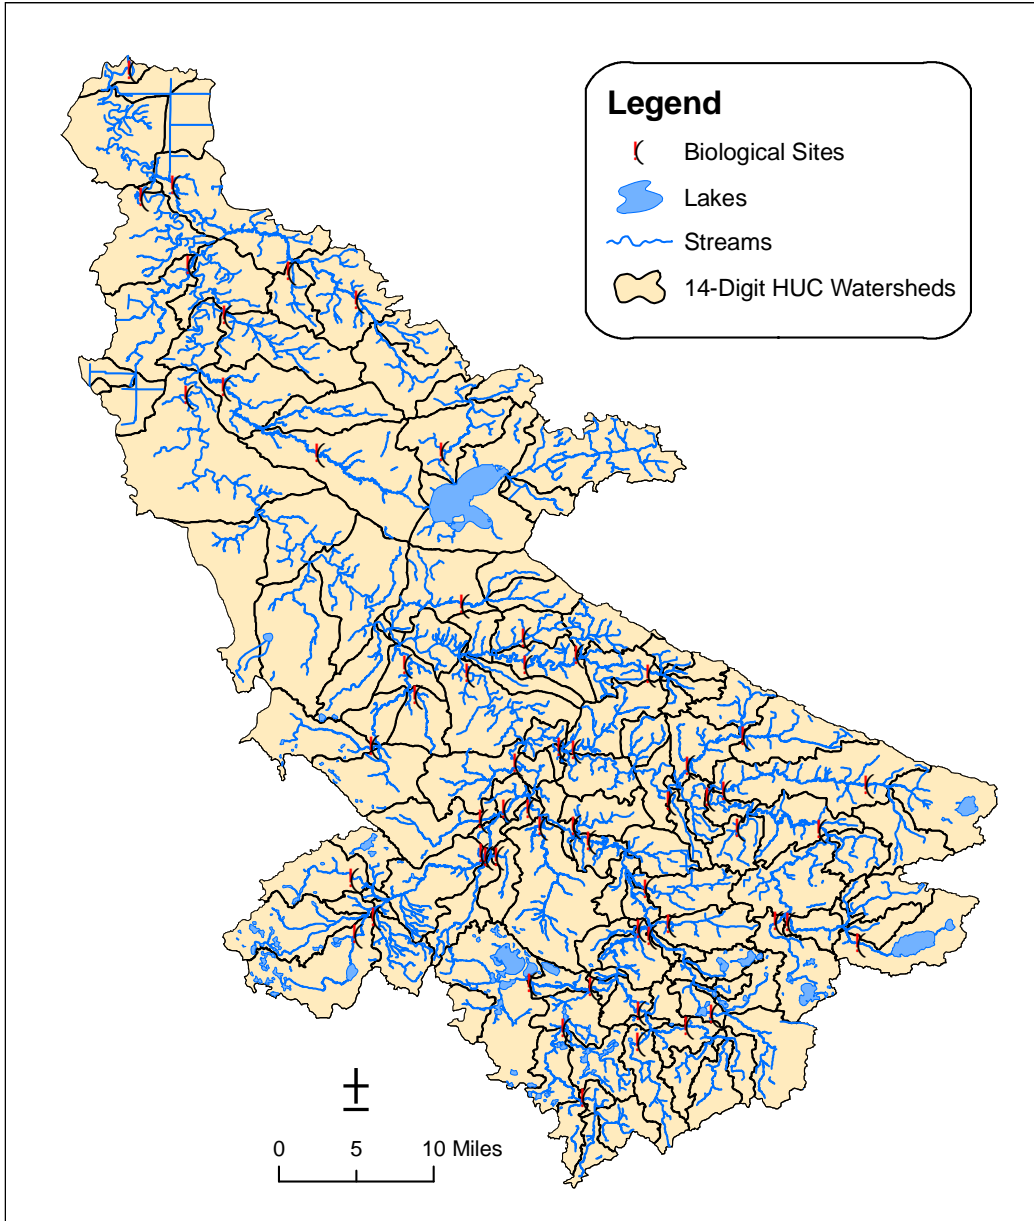 Legend
Biological Sites
Lakes
Streams
14-Digit HUC Watersheds
0 5 10 Miles